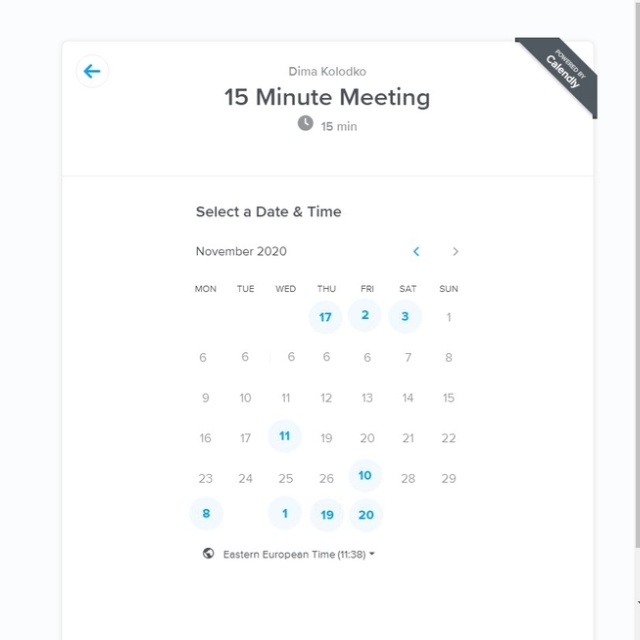 Dima Kolodko
15 Minute Meeting
15 min
POWERED BY
Calendly
Select a Date & Time
November 2020
MON TUE WED THU FRI SAT SUN
17 2 3 1
6 6 6 6 6 7 8
9 10 11 12 13 14 15
16 17 11 19 20 21 22
23 24 25 26 10 28 29
8 1 19 20
Eastern European Time (11:38)